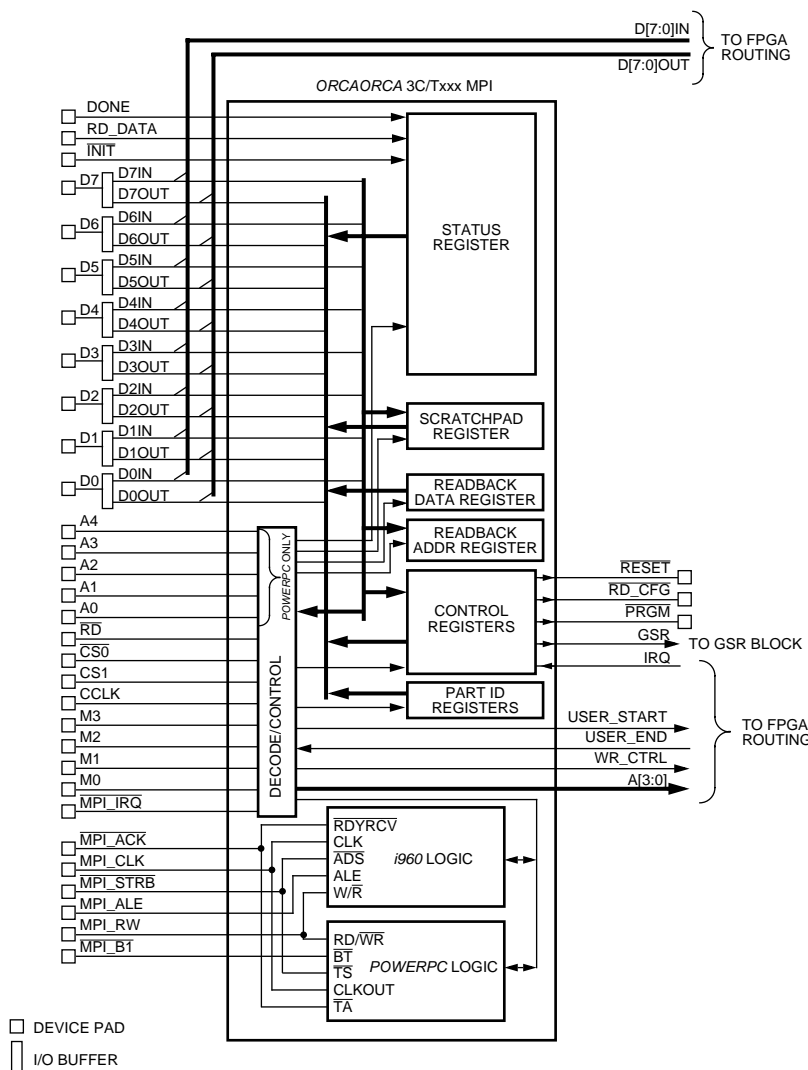 D[7:0]IN
D[7:0]OUT
TO FPGA
ROUTING
ORCAORCA 3C/Txxx MPI
DONE
RD_DATA
INIT
D7
D7IN
D7OUT
D6
D6IN
D6OUT
D5
D5IN
D5OUT
D4
D4IN
D4OUT
D3
D3IN
D3OUT
D2
D2IN
D2OUT
D1
D1IN
D1OUT
D0
D0IN
D0OUT
STATUS
REGISTER
SCRATCHPAD
REGISTER
READBACK
DATA REGISTER
READBACK
ADDR REGISTER
CONTROL
REGISTERS
PART ID
REGISTERS
A4
A3
A2
A1
A0
RD
CS0
CS1
CCLK
M3
M2
M1
M0
MPI_IRQ
POWERPC ONLY
DECODE/CONTROL
RESET
RD_CFG
PRGM
GSR
TO GSR BLOCK
IRQ
USER_START
USER_END
WR_CTRL
A[3:0]
TO FPGA
ROUTING
MPI_ACK
MPI_CLK
MPI_STRB
MPI_ALE
MPI_RW
MPI_B1
RDYRCV
CLK
ADS
ALE
W/R
i960 LOGIC
RD/WR
BT
TS
CLKOUT
TA
POWERPC LOGIC
DEVICE PAD
I/O BUFFER